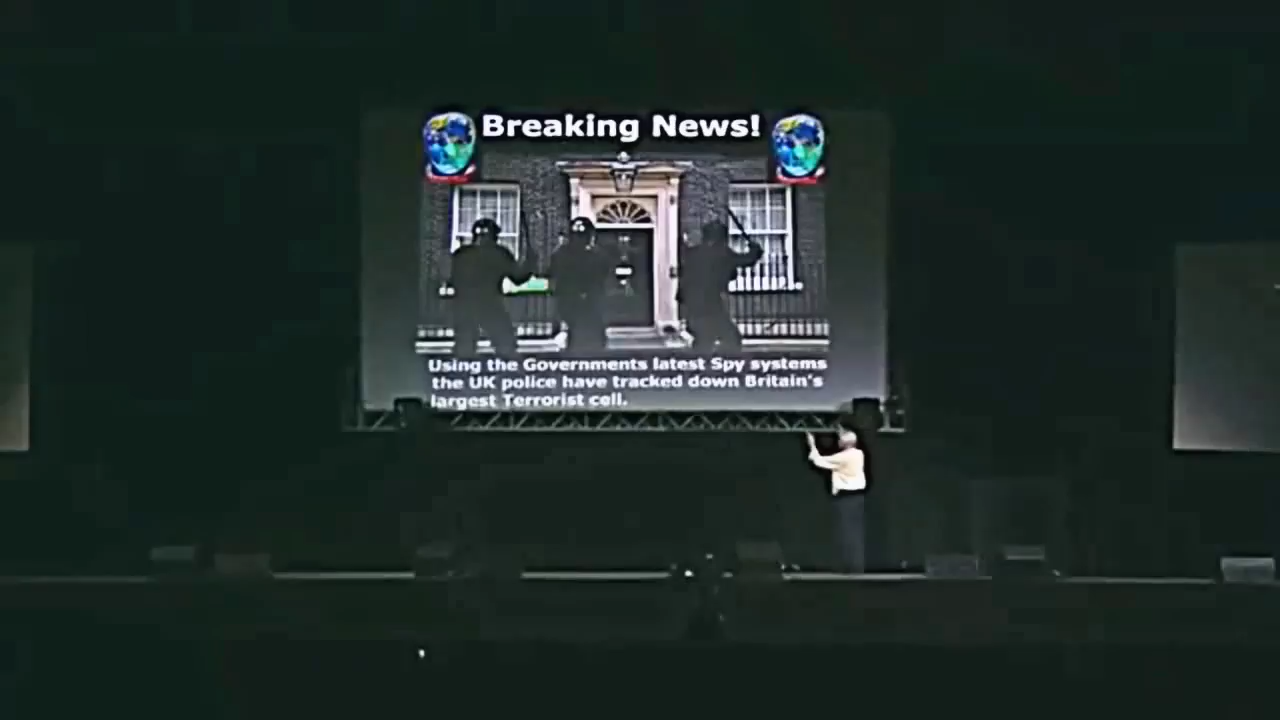 Breaking News!
Using the Governments latest Spy systems
the UK police have tracked down Britain's
largest Terrorist cell.